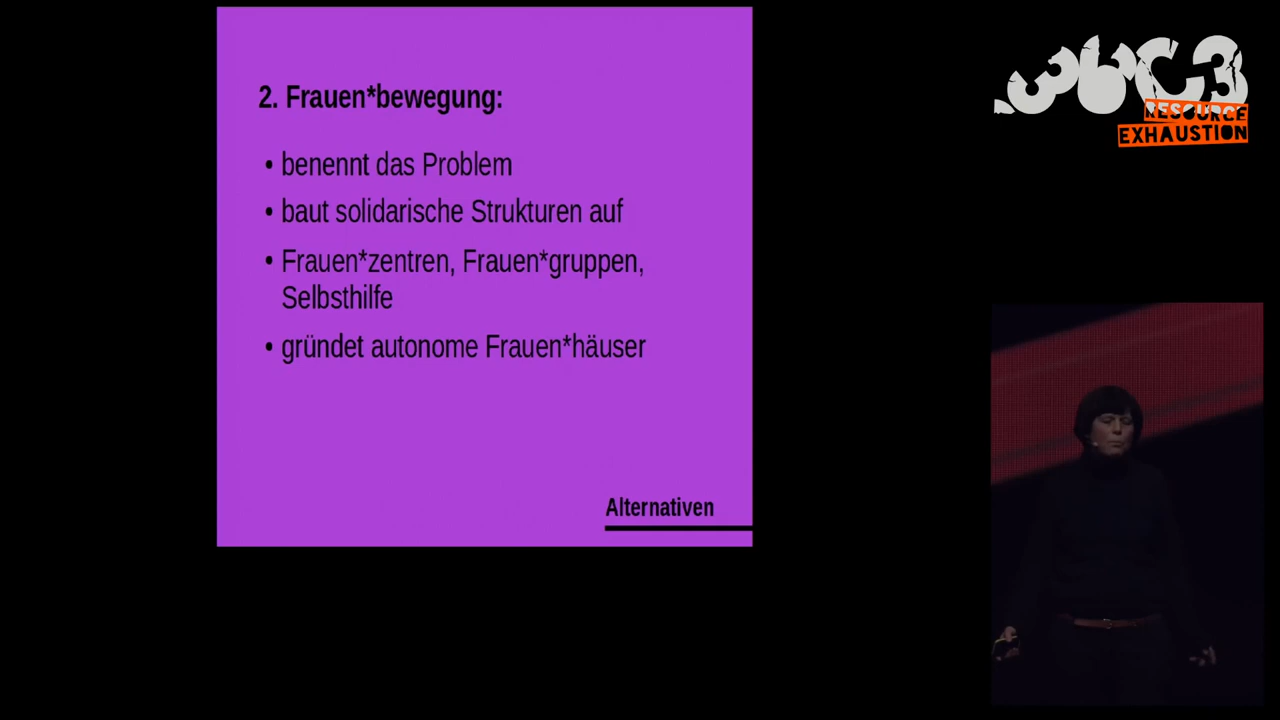 2. Frauen*bewegung:
• benennt das Problem
• baut solidarische Strukturen auf
• Frauen*zentren, Frauen*gruppen,
Selbsthilfe
• gründet autonome Frauen*häuser
Alternativen
36C3
RESOURCE
EXHAUSTION